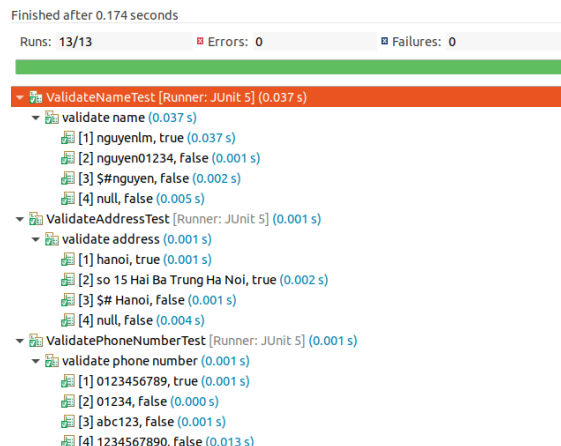 Finished after 0.174 seconds
Runs: 13/13 Errors: 0 Failures: 0
ValidateNameTest [Runner: JUnit 5] (0.037 s)
validate name (0.037 s)
[1] nguyenlm, true (0.037 s)
[2] nguyen01234, false (0.001 s)
[3] $#nguyen, false (0.002 s)
[4] null, false (0.005 s)
ValidateAddressTest [Runner: JUnit 5] (0.001 s)
validate address (0.001 s)
[1] hanoi, true (0.001 s)
[2] so 15 Hai Ba Trung Ha Noi, true (0.002 s)
[3] $# Hanoi, false (0.001 s)
[4] null, false (0.004 s)
ValidatePhoneNumberTest [Runner: JUnit 5] (0.001 s)
validate phone number (0.001 s)
[1] 0123456789, true (0.001 s)
[2] 01234, false (0.000 s)
[3] abc123, false (0.001 s)
[4] 1234567890, false (0.013 s)